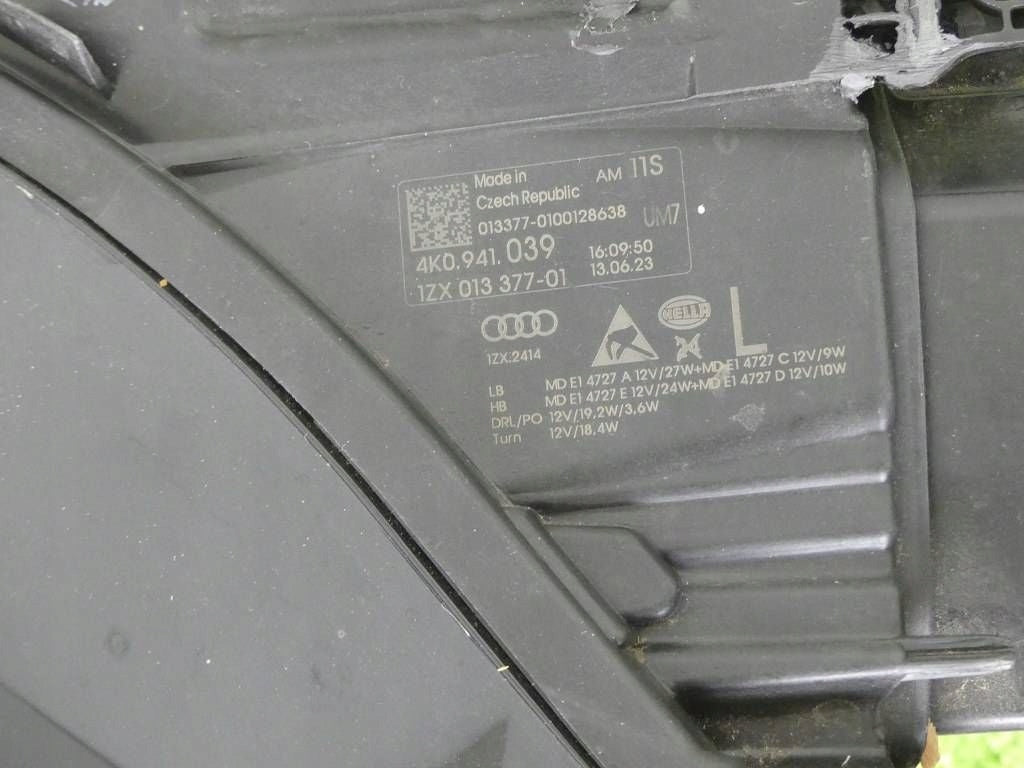 Made in
Czech Republic
AM 11S
013377-0100128638
UM7
4K0.941.039
16:09:50
1ZX 013 377-01
13.06.23
1ZX.2414
HELLA
L
LB MD E1 4727 A 12V/27W+MD E1 4727 C 12V/9W
HB MD E1 4727 E 12V/24W+MD E1 4727 D 12V/10W
DRL/PO 12V/19,2W/3,6W
Turn 12V/18,4W